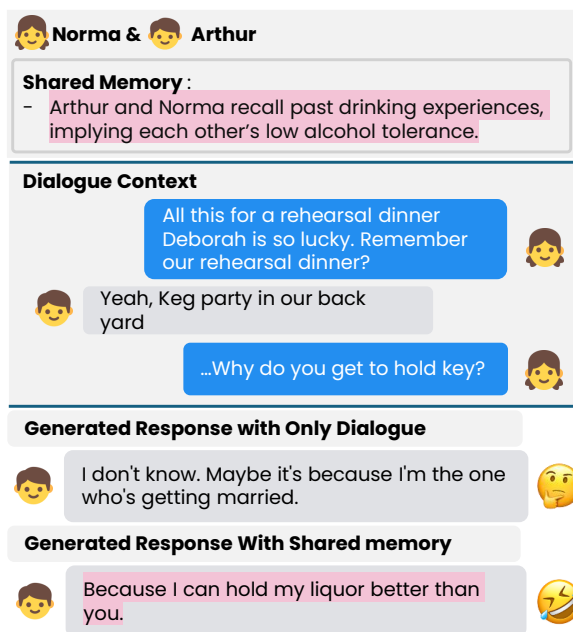 Norma & Arthur
Shared Memory :
- Arthur and Norma recall past drinking experiences,
implying each other's low alcohol tolerance.
Dialogue Context
All this for a rehearsal dinner
Deborah is so lucky. Remember
our rehearsal dinner?
Yeah, Keg party in our back
yard
...Why do you get to hold key?
Generated Response with Only Dialogue
I don't know. Maybe it's because I'm the one
who's getting married.
Generated Response With Shared memory
Because I can hold my liquor better than
you.